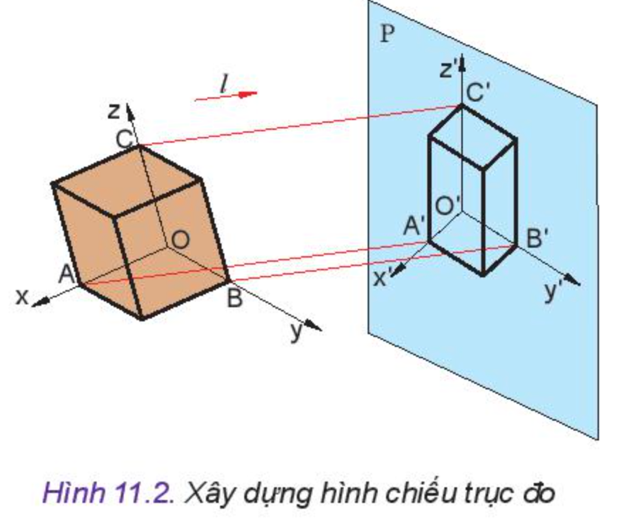 P
l
z
C
z'
C'
O
O'
A
A'
x
x'
B
B'
y
y'
Hình 11.2. Xây dựng hình chiếu trục đo